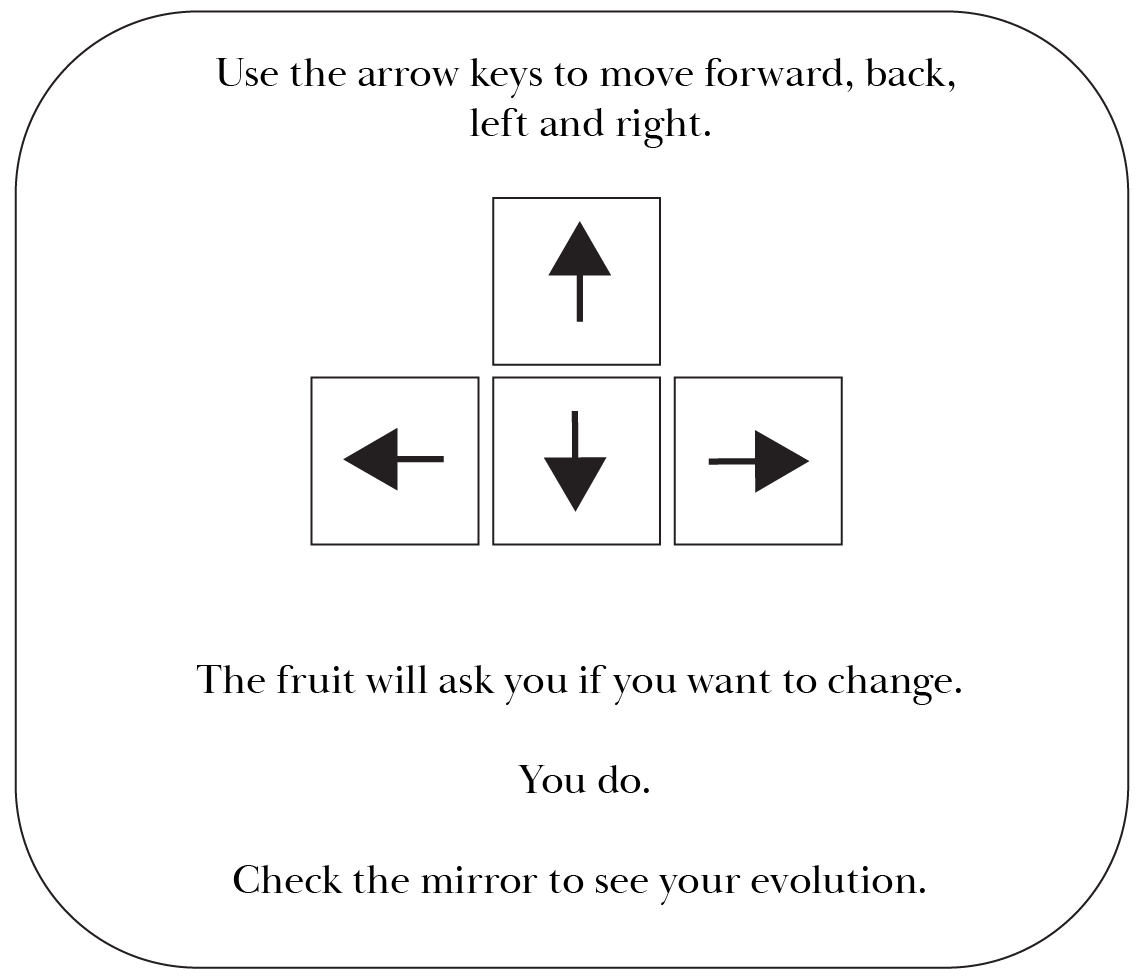 Use the arrow keys to move forward, back,
left and right.
The fruit will ask you if you want to change.
You do.
Check the mirror to see your evolution.